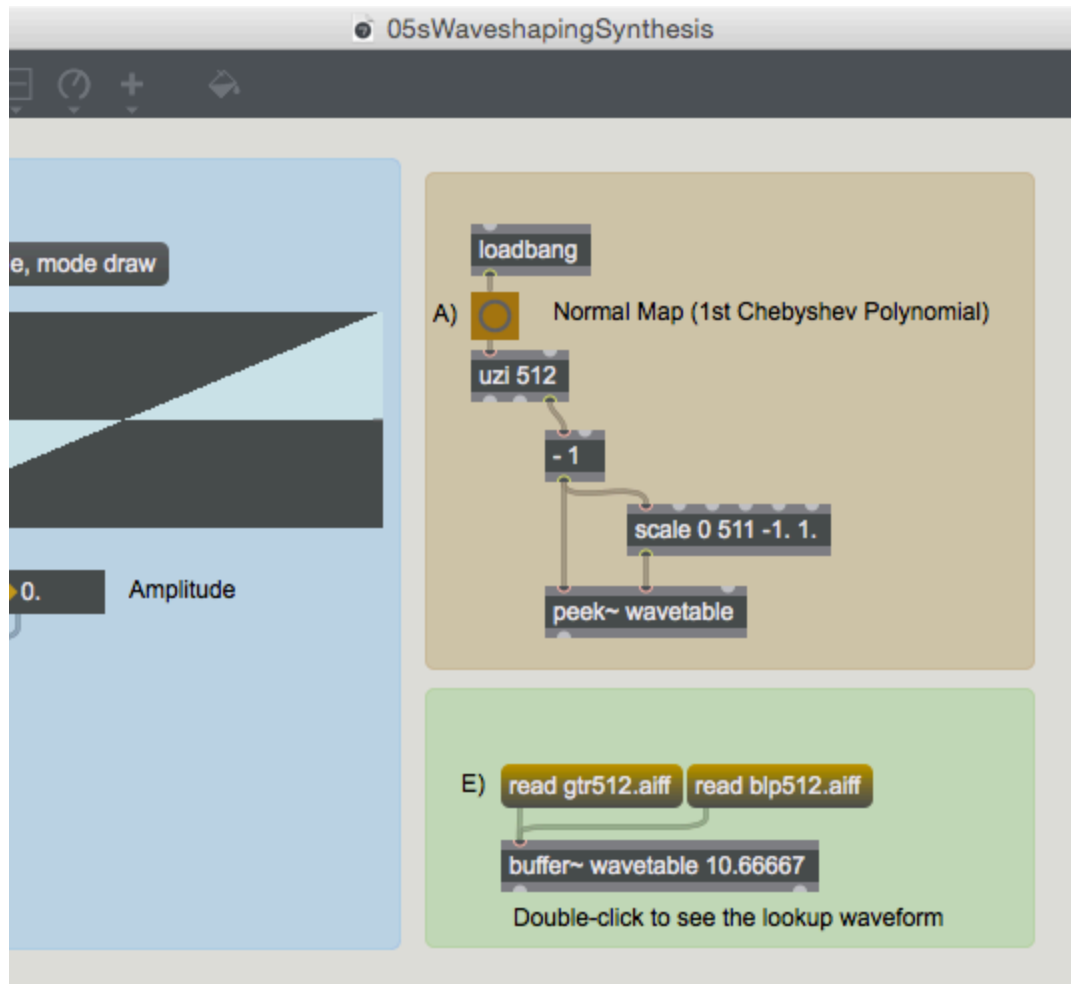 05sWaveshapingSynthesis
e, mode draw
0.
Amplitude
loadbang
A)
Normal Map (1st Chebyshev Polynomial)
uzi 512
- 1
scale 0 511 -1. 1.
peek~ wavetable
E)
read gtr512.aiff
read blp512.aiff
buffer~ wavetable 10.66667
Double-click to see the lookup waveform